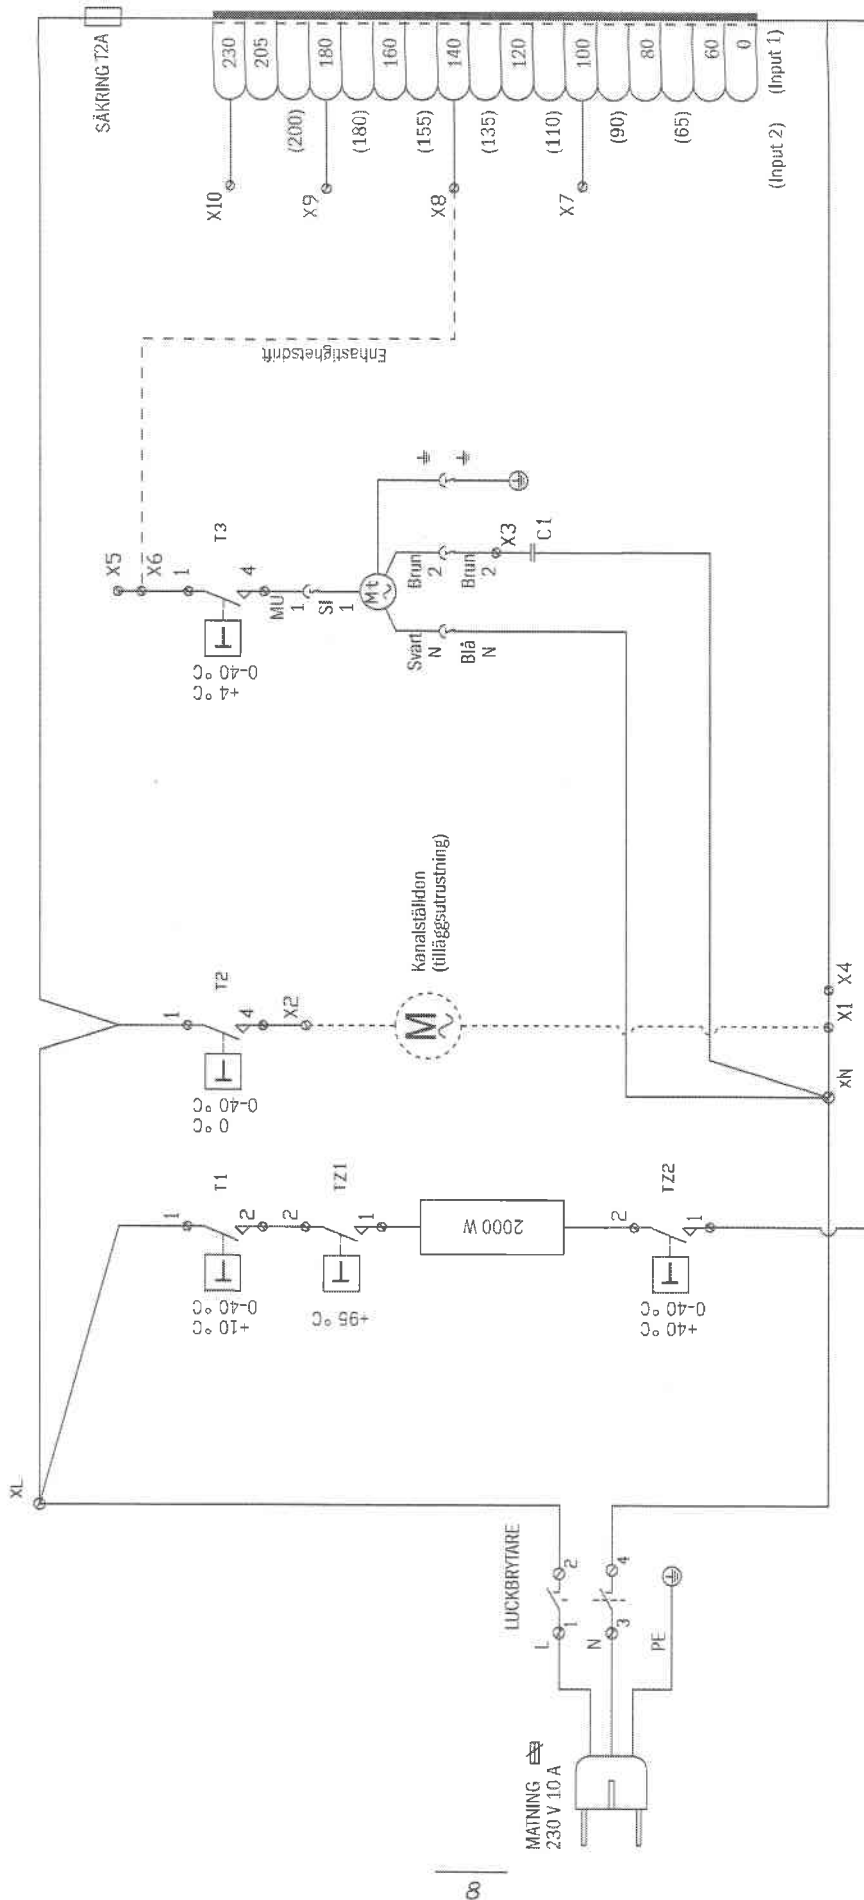 SÄKRING T2A
230
205
180
160
140
120
100
80
60
0
(Input 1)
(200)
(180)
(155)
(135)
(110)
(90)
(65)
(Input 2)
X10
X9
X8
X7
Enhastighetsdrift
X5
X6
1
T3
4
+4 °C
0-40 °C
MU
1
SI
1
M t
Svart
N
Blå
N
Brun
2
Brun
2
X3
C1
1
T2
4
X2
0 °C
0-40 °C
M
Kanalställdon
(tilläggsutrustning)
X4
X1
XN
1
T1
2
+10 °C
0-40 °C
2
TZ1
1
+95 °C
2000 W
2
TZ2
1
+40 °C
0-40 °C
XL
LUCKBRYTARE
L
1
2
N
3
4
PE
MATNING
230 V 10 A
8